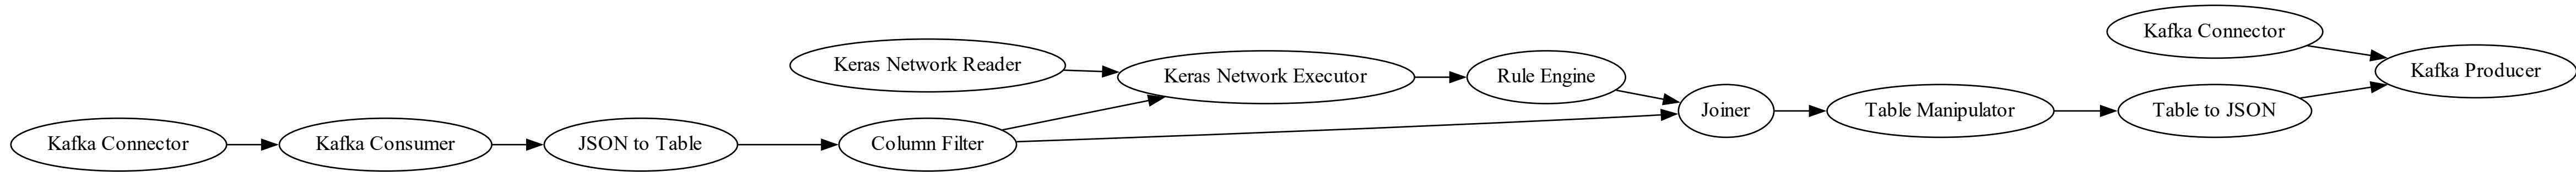 Kafka Connector
Kafka Consumer
JSON to Table
Keras Network Reader
Column Filter
Keras Network Executor
Rule Engine
Joiner
Table Manipulator
Kafka Connector
Table to JSON
Kafka Producer